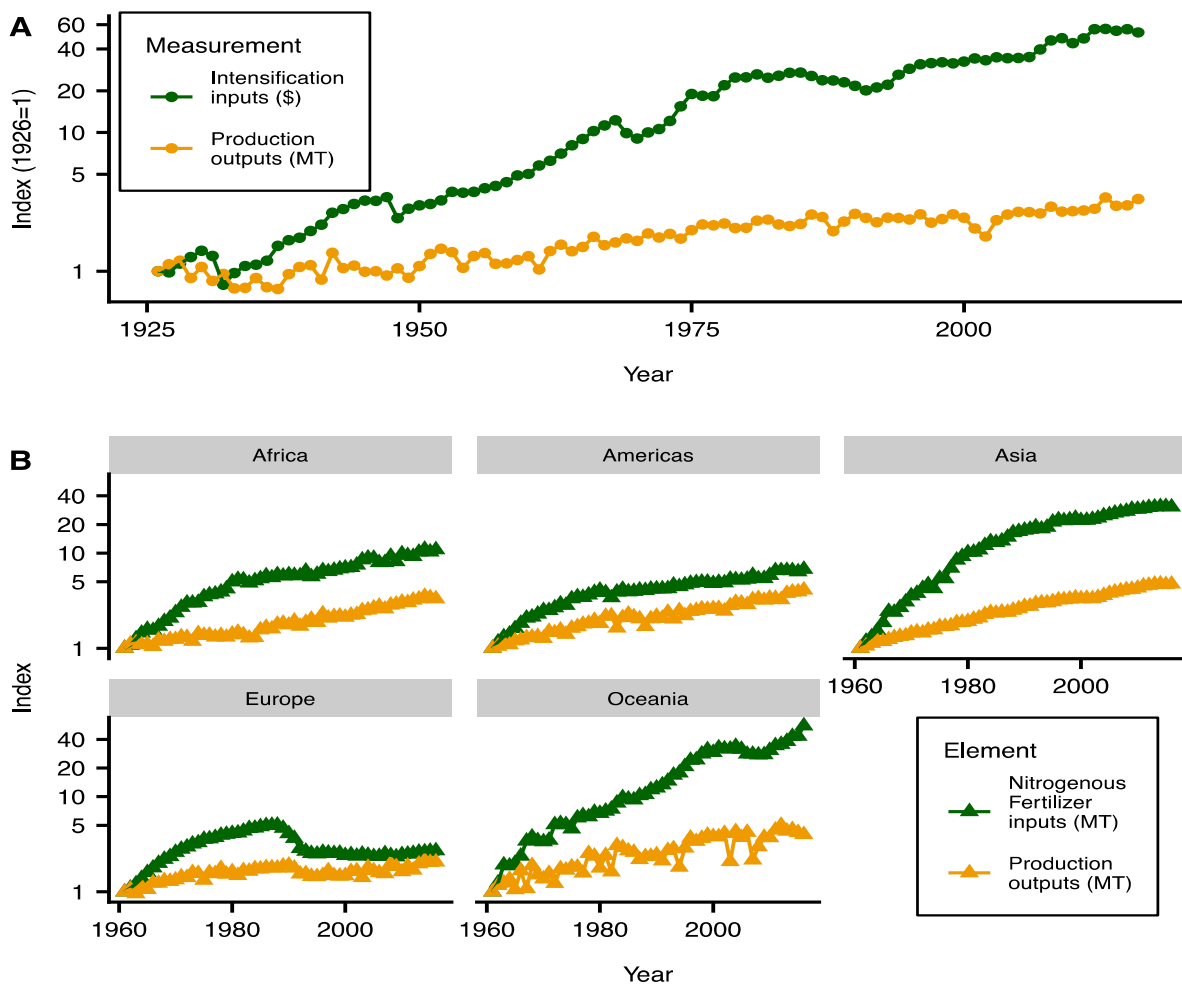 A
Index (1926=1)
60
40
20
10
5
1
Measurement
Intensification
inputs ($)
Production
outputs (MT)
1925
1950
1975
2000
Year
B
Index
Africa
Americas
Asia
40
20
10
5
1
1960
1980
2000
Europe
Oceania
40
20
10
5
1
1960
1980
2000
1960
1980
2000
Year
Element
Nitrogenous
Fertilizer
inputs (MT)
Production
outputs (MT)